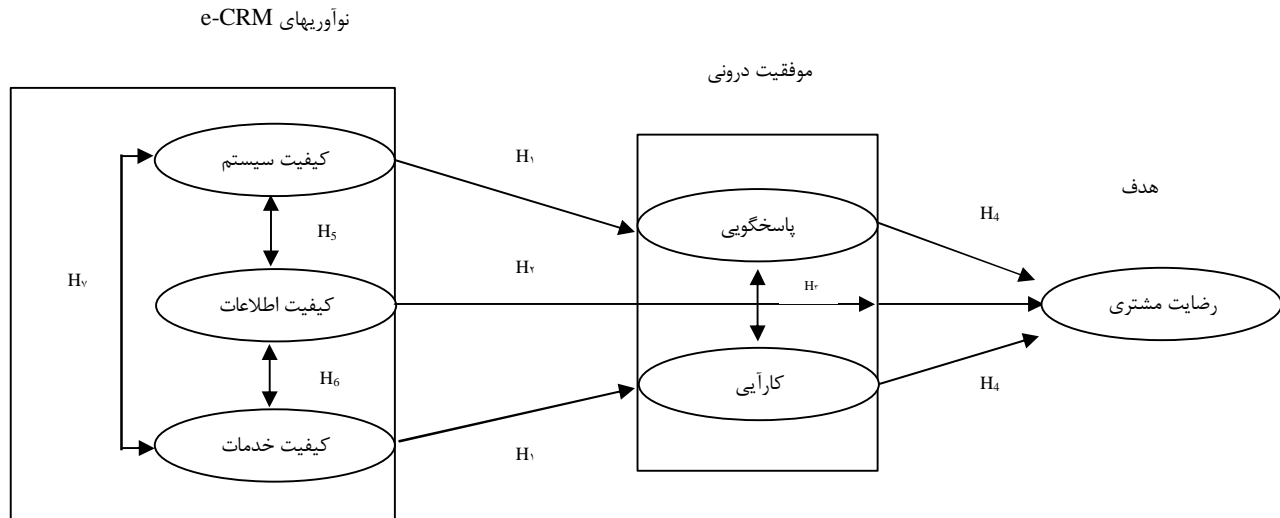 نوآوریهای e-CRM
موفقیت درونی
هدف
کیفیت سیستم
H۱
پاسخگویی
H4
H5
H۷
H۲
H۳
کیفیت اطلاعات
رضایت مشتری
H6
کارآیی
H4
کیفیت خدمات
H۱